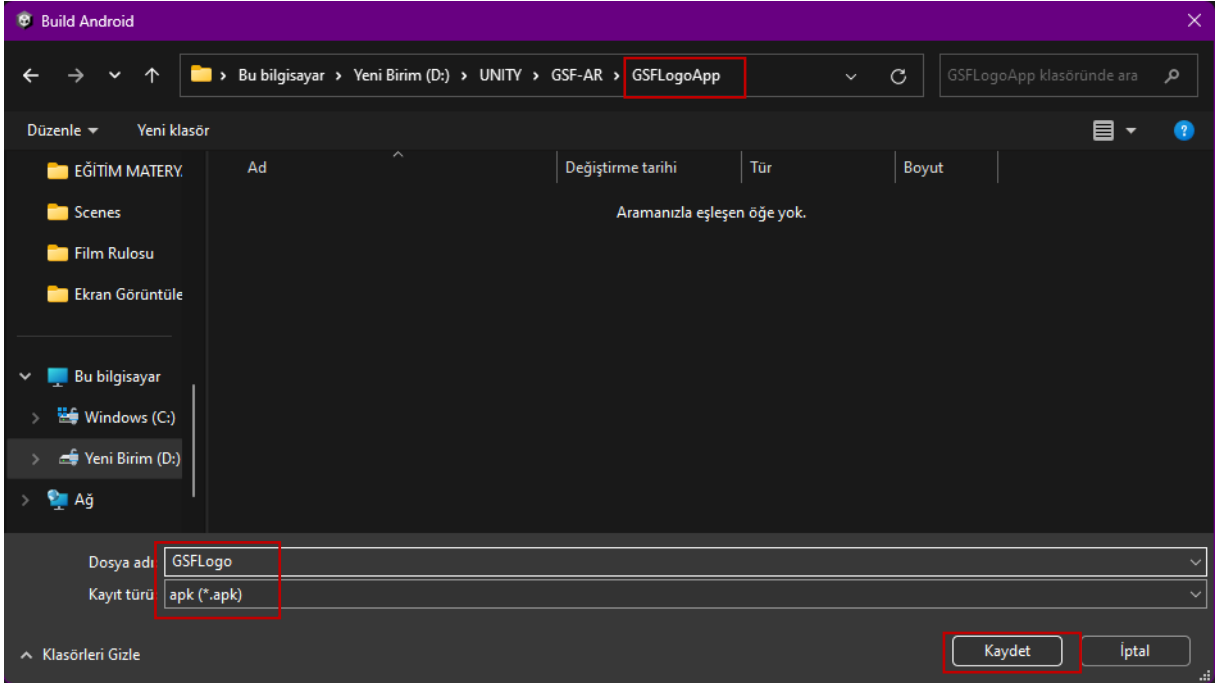 Build Android
Bu bilgisayar > Yeni Birim (D:) > UNITY > GSF-AR > GSFLogoApp
GSFLogoApp klasöründe ara
Düzenle
Yeni klasör
Ad
Değiştirme tarihi
Tür
Boyut
EĞİTİM MATERY.
Scenes
Film Rulosu
Ekran Görüntüle
Aramanızla eşleşen öğe yok.
Bu bilgisayar
Windows (C:)
Yeni Birim (D:)
Ağ
Dosya adı: GSFLogo
Kayıt türü: apk (*.apk)
Klasörleri Gizle
Kaydet
İptal